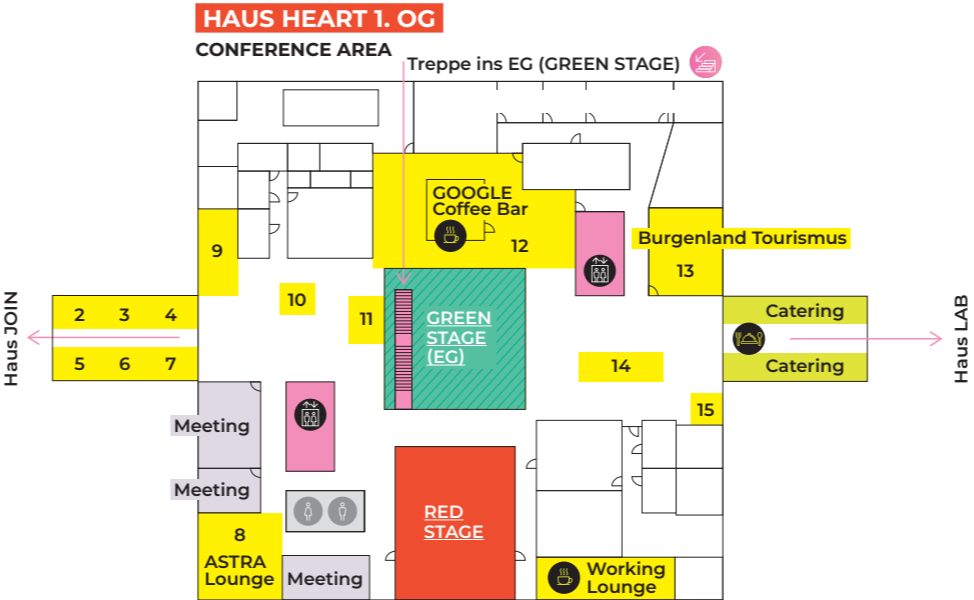 HAUS HEART 1. OG
CONFERENCE AREA
Treppe ins EG (GREEN STAGE)
GOOGLE
Coffee Bar
12
9
Burgenland Tourismus
13
10
11
2 3 4
5 6 7
Haus JOIN
GREEN
STAGE
(EG)
Catering
Catering
Haus LAB
14
15
Meeting
Meeting
RED
STAGE
8
ASTRA
Lounge
Meeting
Working
Lounge